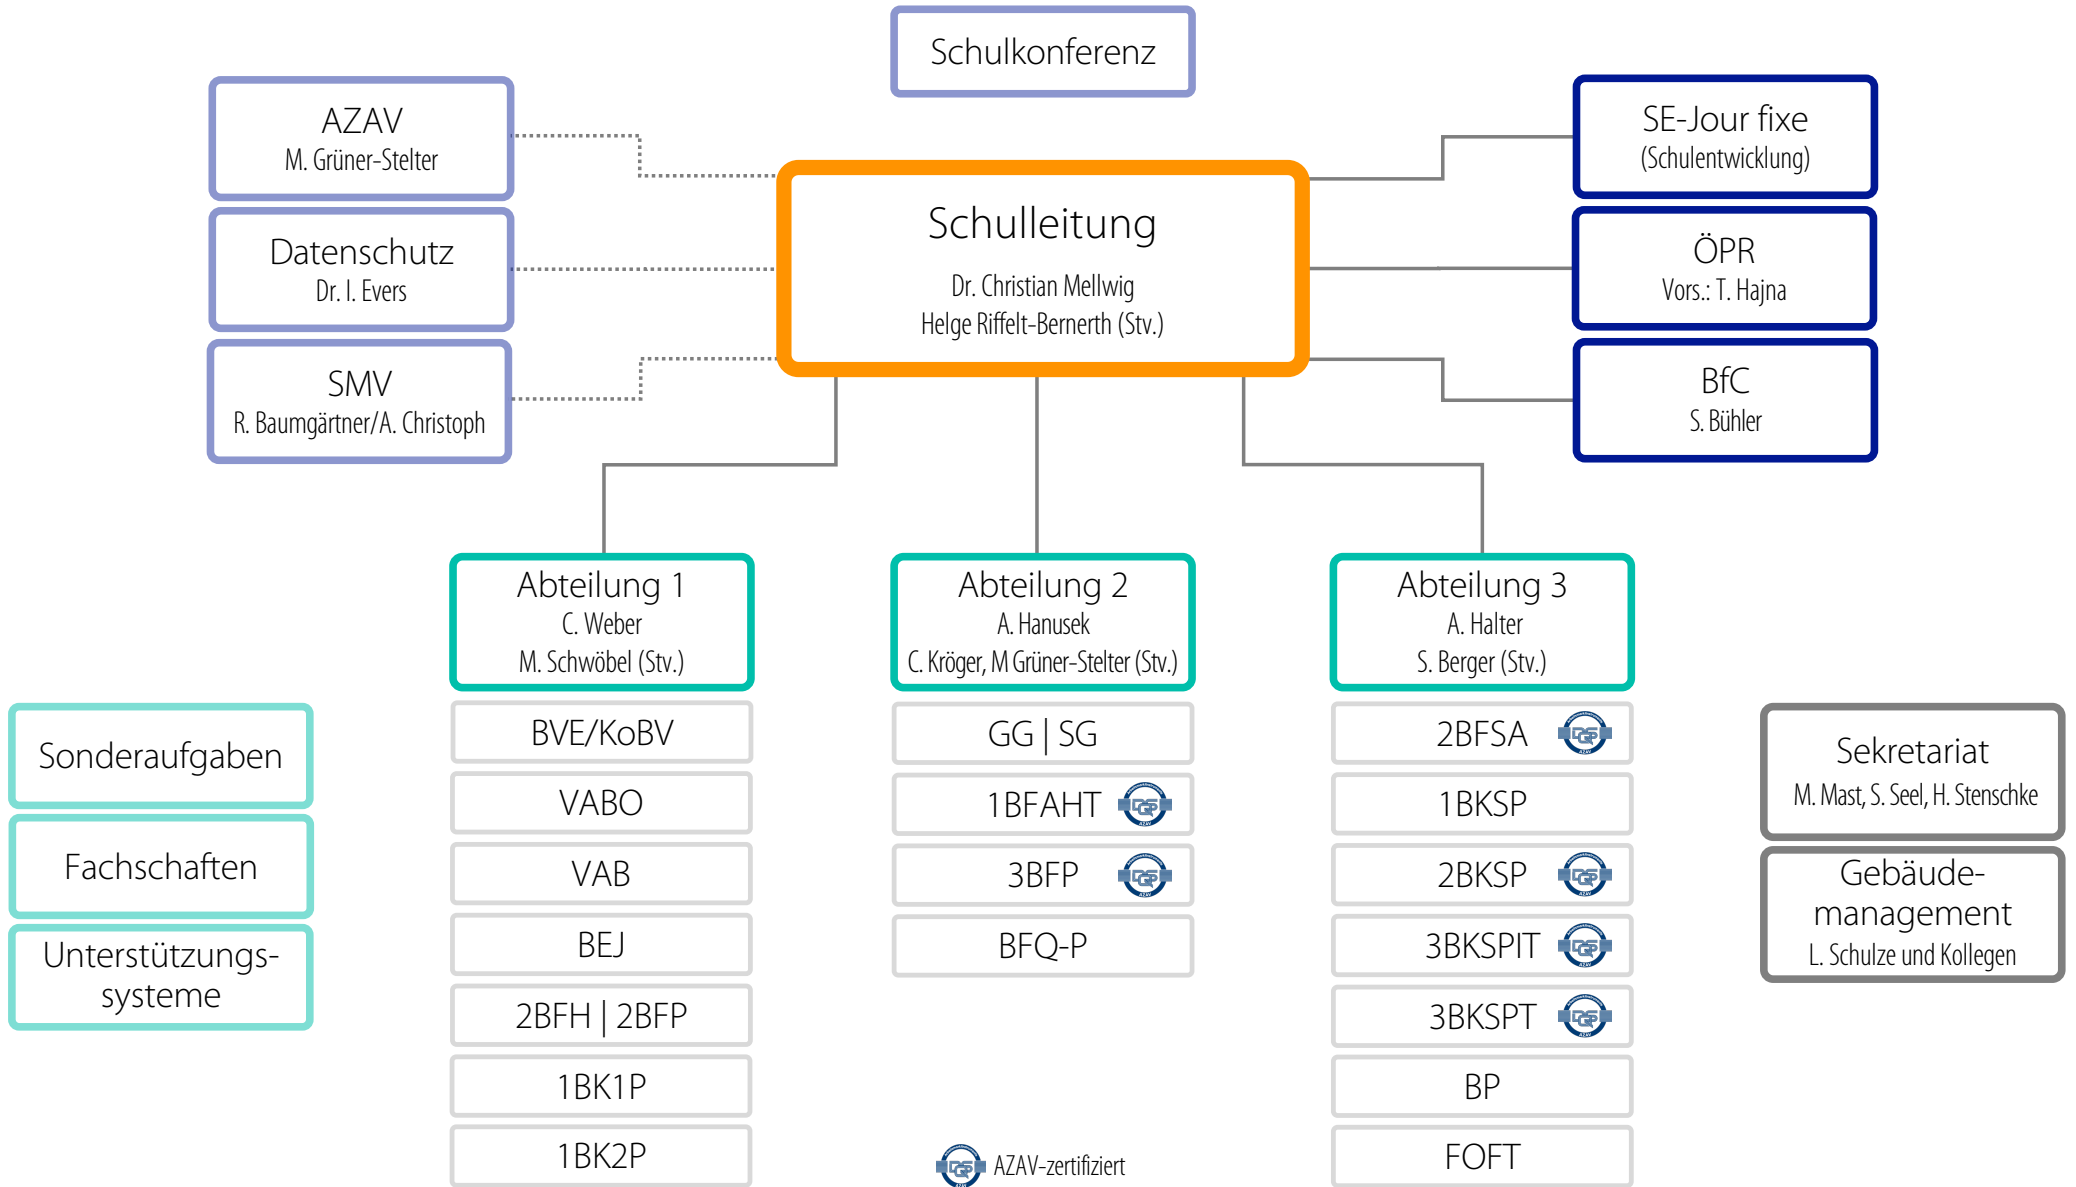 Schulkonferenz
AZAV
M. Grüner-Stelter
Datenschutz
Dr. I. Evers
SMV
R. Baumgärtner/A. Christoph
Schulleitung
Dr. Christian Mellwig
Helge Riffelt-Bernerth (Stv.)
SE-Jour fixe
(Schulentwicklung)
ÖPR
Vors.: T. Hajna
BfC
S. Bühler
Abteilung 1
C. Weber
M. Schwöbel (Stv.)
BVE/KoBV
VABO
VAB
BEJ
2BFH | 2BFP
1BK1P
1BK2P
Abteilung 2
A. Hanusek
C. Kröger, M Grüner-Stelter (Stv.)
GG | SG
1BFAHT
3BFP
BFQ-P
Abteilung 3
A. Halter
S. Berger (Stv.)
2BFSA
1BKSP
2BKSP
3BKSPIT
3BKSPT
BP
FOFT
Sonderaufgaben
Fachschaften
Unterstützungs-
systeme
Sekretariat
M. Mast, S. Seel, H. Stenschke
Gebäude-
management
L. Schulze und Kollegen
AZAV-zertifiziert